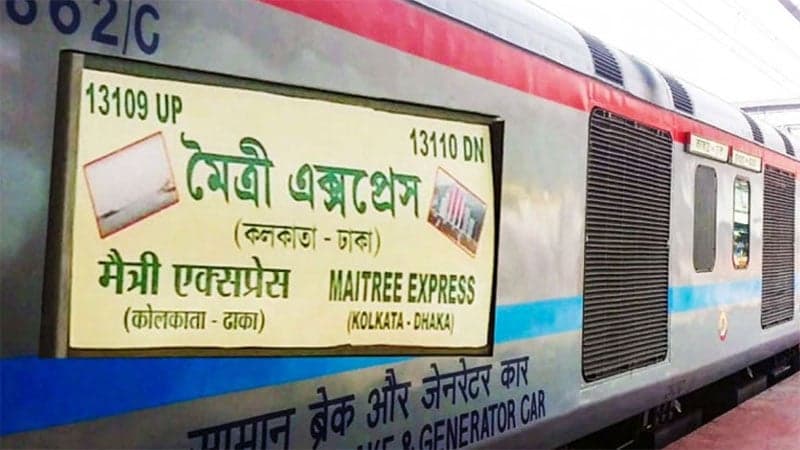 662/C
13109 UP
13110 DN
মৈত্রী এক্সপ্রেস
(কলকাতা - ঢাকা)
मैत्री एक्सप्रेस
MAITREE EXPRESS
(कोलकाता - ढाका)
(KOLKATA - DHAKA)
सामान ब्रेक और जेनरेटर कार
& GENERATOR CAR